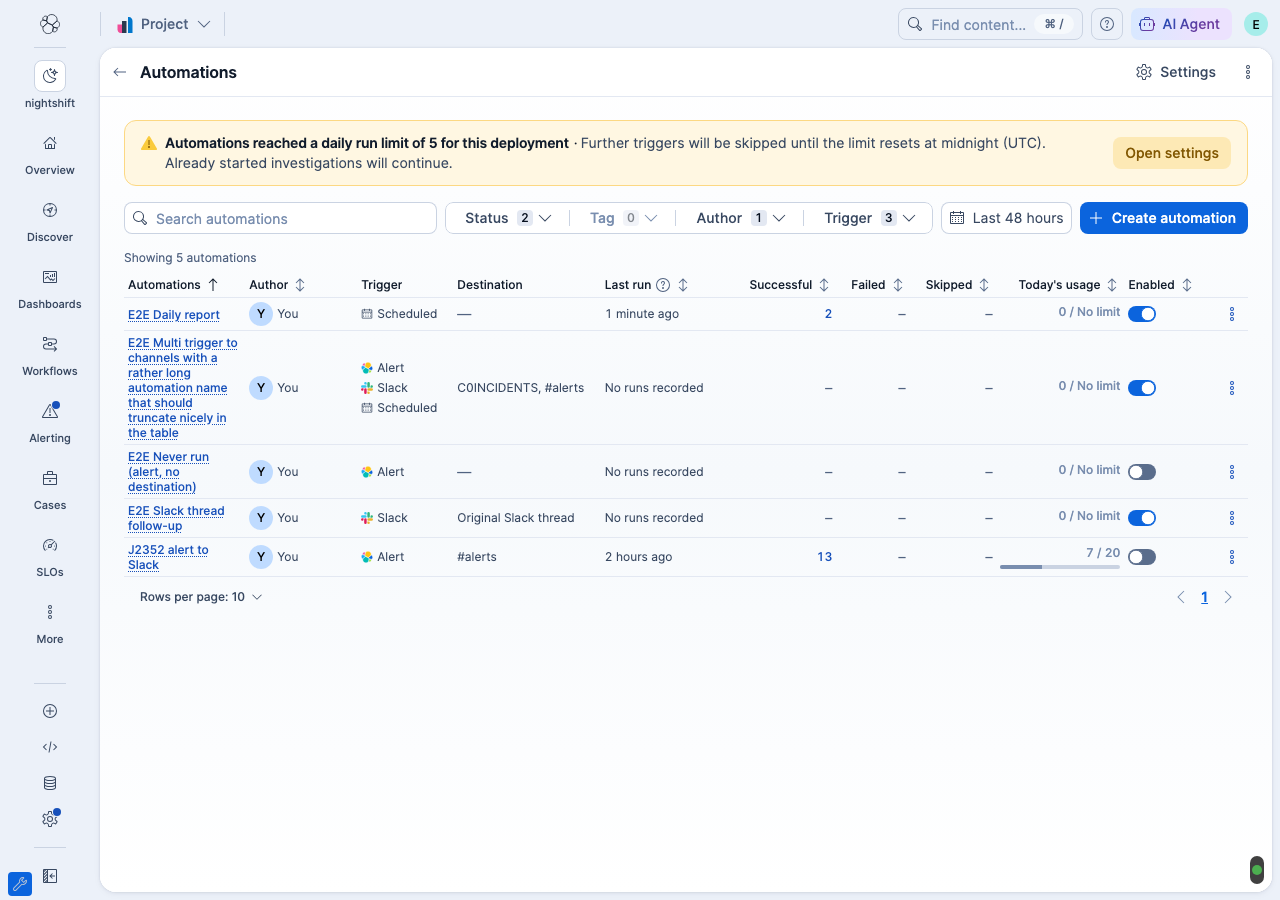 Project
Find content... ⌘ /
AI Agent
E
nightshift
Overview
Discover
Dashboards
Workflows
Alerting
Cases
SLOs
More
Automations
Settings
Automations reached a daily run limit of 5 for this deployment · Further triggers will be skipped until the limit resets at midnight (UTC).
Already started investigations will continue.
Open settings
Search automations
Status 2
Tag 0
Author 1
Trigger 3
Last 48 hours
Create automation
Showing 5 automations
Automations Author Trigger Destination Last run Successful Failed Skipped Today's usage Enabled
E2E Daily report Y You Scheduled — 1 minute ago 2 – – 0 / No limit
E2E Multi trigger to
channels with a
rather long
automation name
that should
truncate nicely in
the table
Y You
Alert
Slack
Scheduled
C0INCIDENTS, #alerts No runs recorded – – – 0 / No limit
E2E Never run
(alert, no
destination)
Y You Alert — No runs recorded – – – 0 / No limit
E2E Slack thread
follow-up
Y You Slack Original Slack thread No runs recorded – – – 0 / No limit
J2352 alert to
Slack
Y You Alert #alerts 2 hours ago 13 – – 7 / 20
Rows per page: 10
1